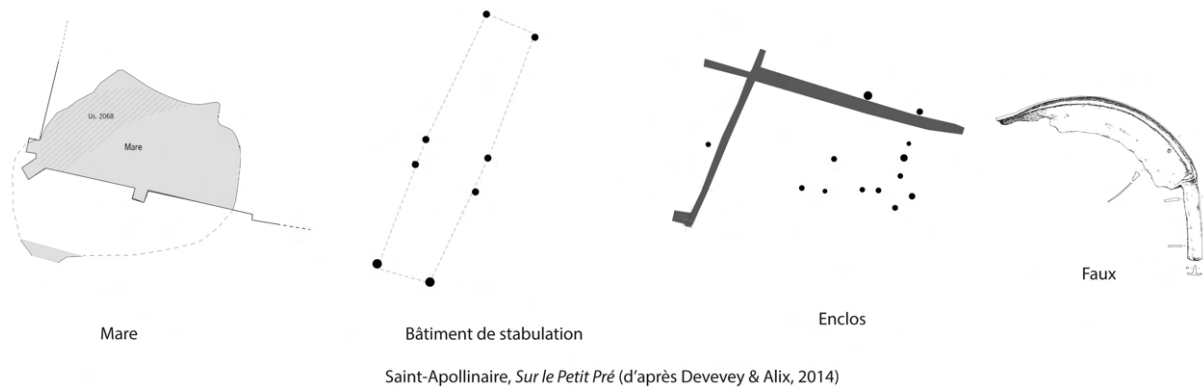 Us. 2068
Mare
Mare
Bâtiment de stabulation
Enclos
Faux
Saint-Apollinaire, Sur le Petit Pré (d'après Devevey & Alix, 2014)